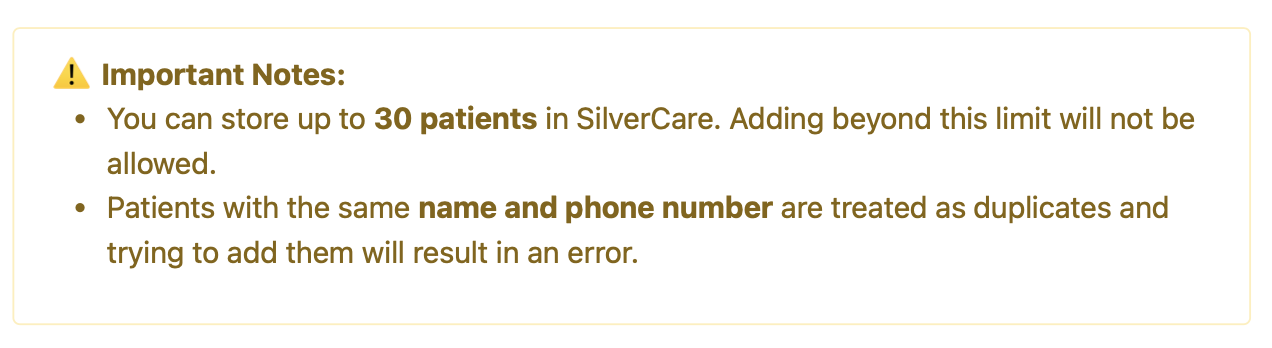 ⚠️ Important Notes:
• You can store up to 30 patients in SilverCare. Adding beyond this limit will not be
allowed.
• Patients with the same name and phone number are treated as duplicates and
trying to add them will result in an error.